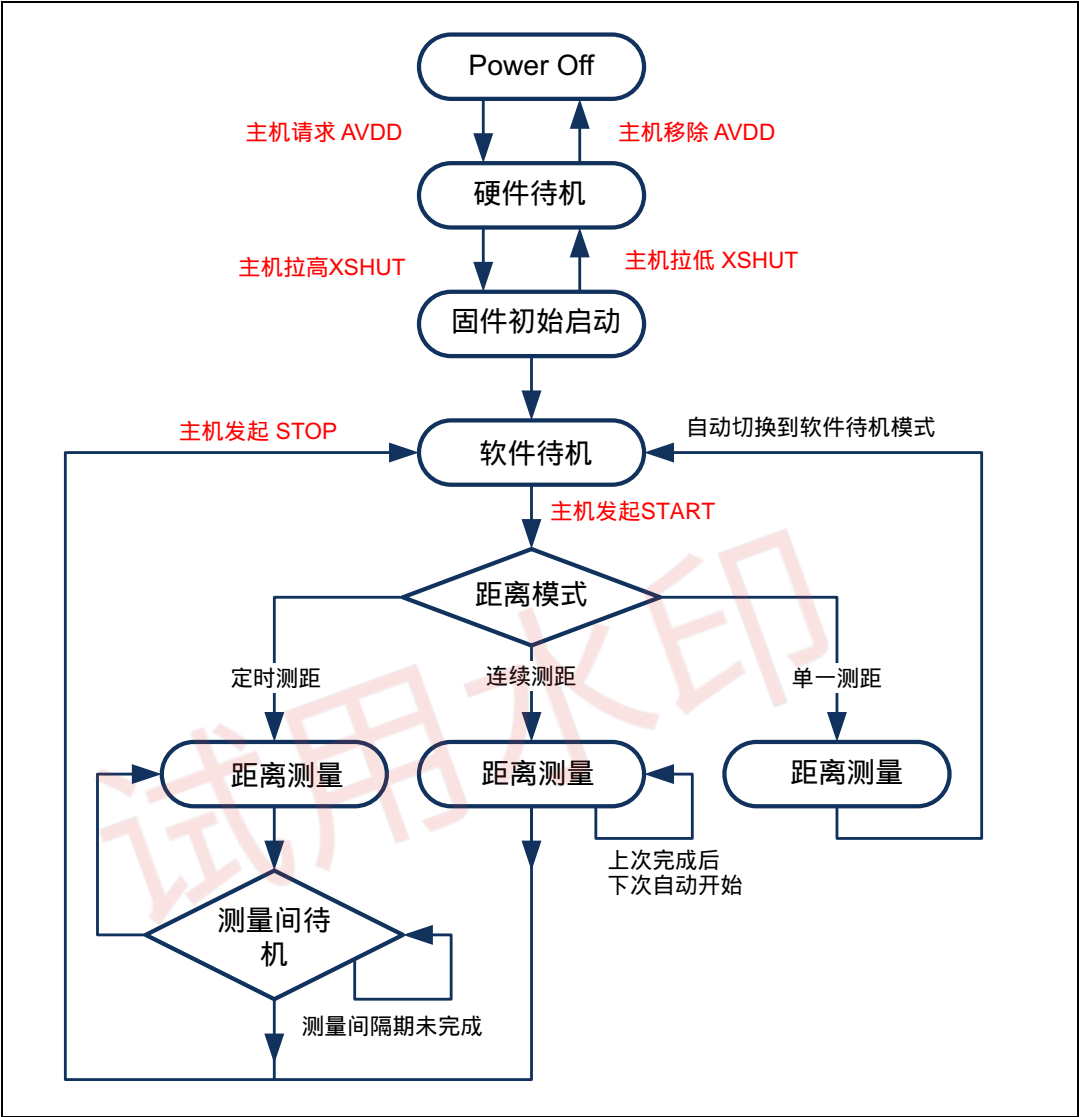 Power Off
主机请求 AVDD
主机移除 AVDD
硬件待机
主机拉高XSHUT
主机拉低 XSHUT
固件初始启动
主机发起 STOP
自动切换到软件待机模式
软件待机
主机发起START
距离模式
定时测距
连续测距
单一测距
距离测量
距离测量
距离测量
上次完成后
下次自动开始
测量间待
机
测量间隔期未完成
试用水印